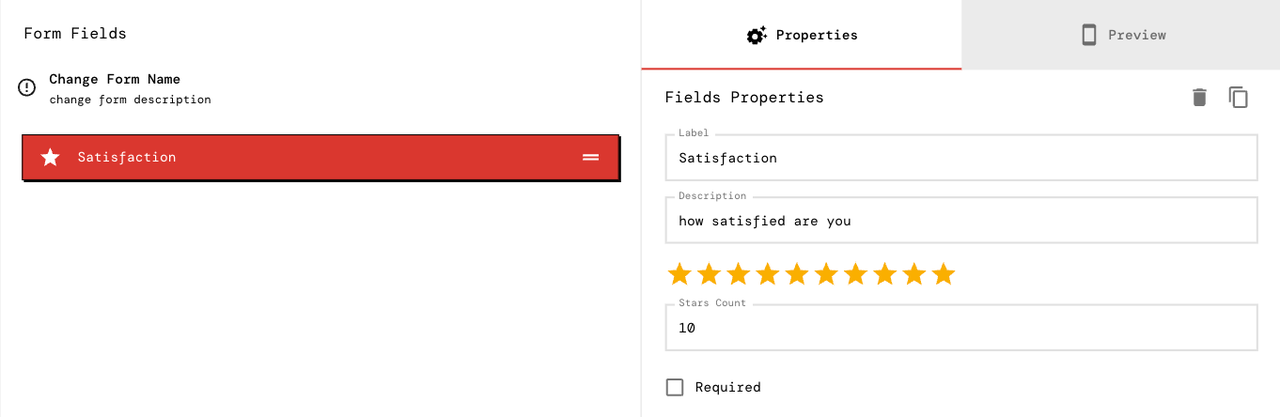 Form Fields
Change Form Name
change form description
Satisfaction
Properties
Preview
Fields Properties
Label
Satisfaction
Description
how satisfied are you
Stars Count
10
Required